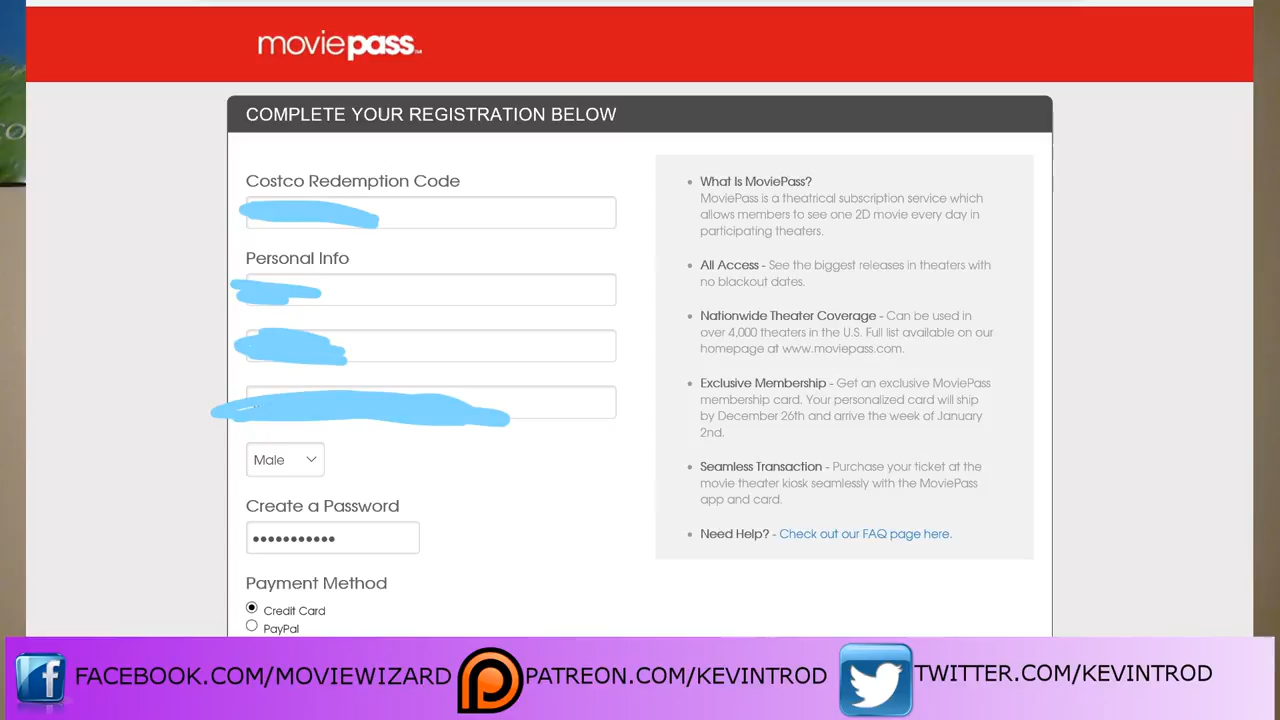 moviepass
COMPLETE YOUR REGISTRATION BELOW
Costco Redemption Code
Personal Info
Male
Create a Password
Payment Method
Credit Card
PayPal
What Is MoviePass?
MoviePass is a theatrical subscription service which
allows members to see one 2D movie every day in
participating theaters.
All Access - See the biggest releases in theaters with
no blackout dates.
Nationwide Theater Coverage - Can be used in
over 4,000 theaters in the U.S. Full list available on our
homepage at www.moviepass.com.
Exclusive Membership - Get an exclusive MoviePass
membership card. Your personalized card will ship
by December 26th and arrive the week of January
2nd.
Seamless Transaction - Purchase your ticket at the
movie theater kiosk seamlessly with the MoviePass
app and card.
Need Help? - Check out our FAQ page here.
FACEBOOK.COM/MOVIEWIZARD
PATREON.COM/KEVINTROD
TWITTER.COM/KEVINTROD